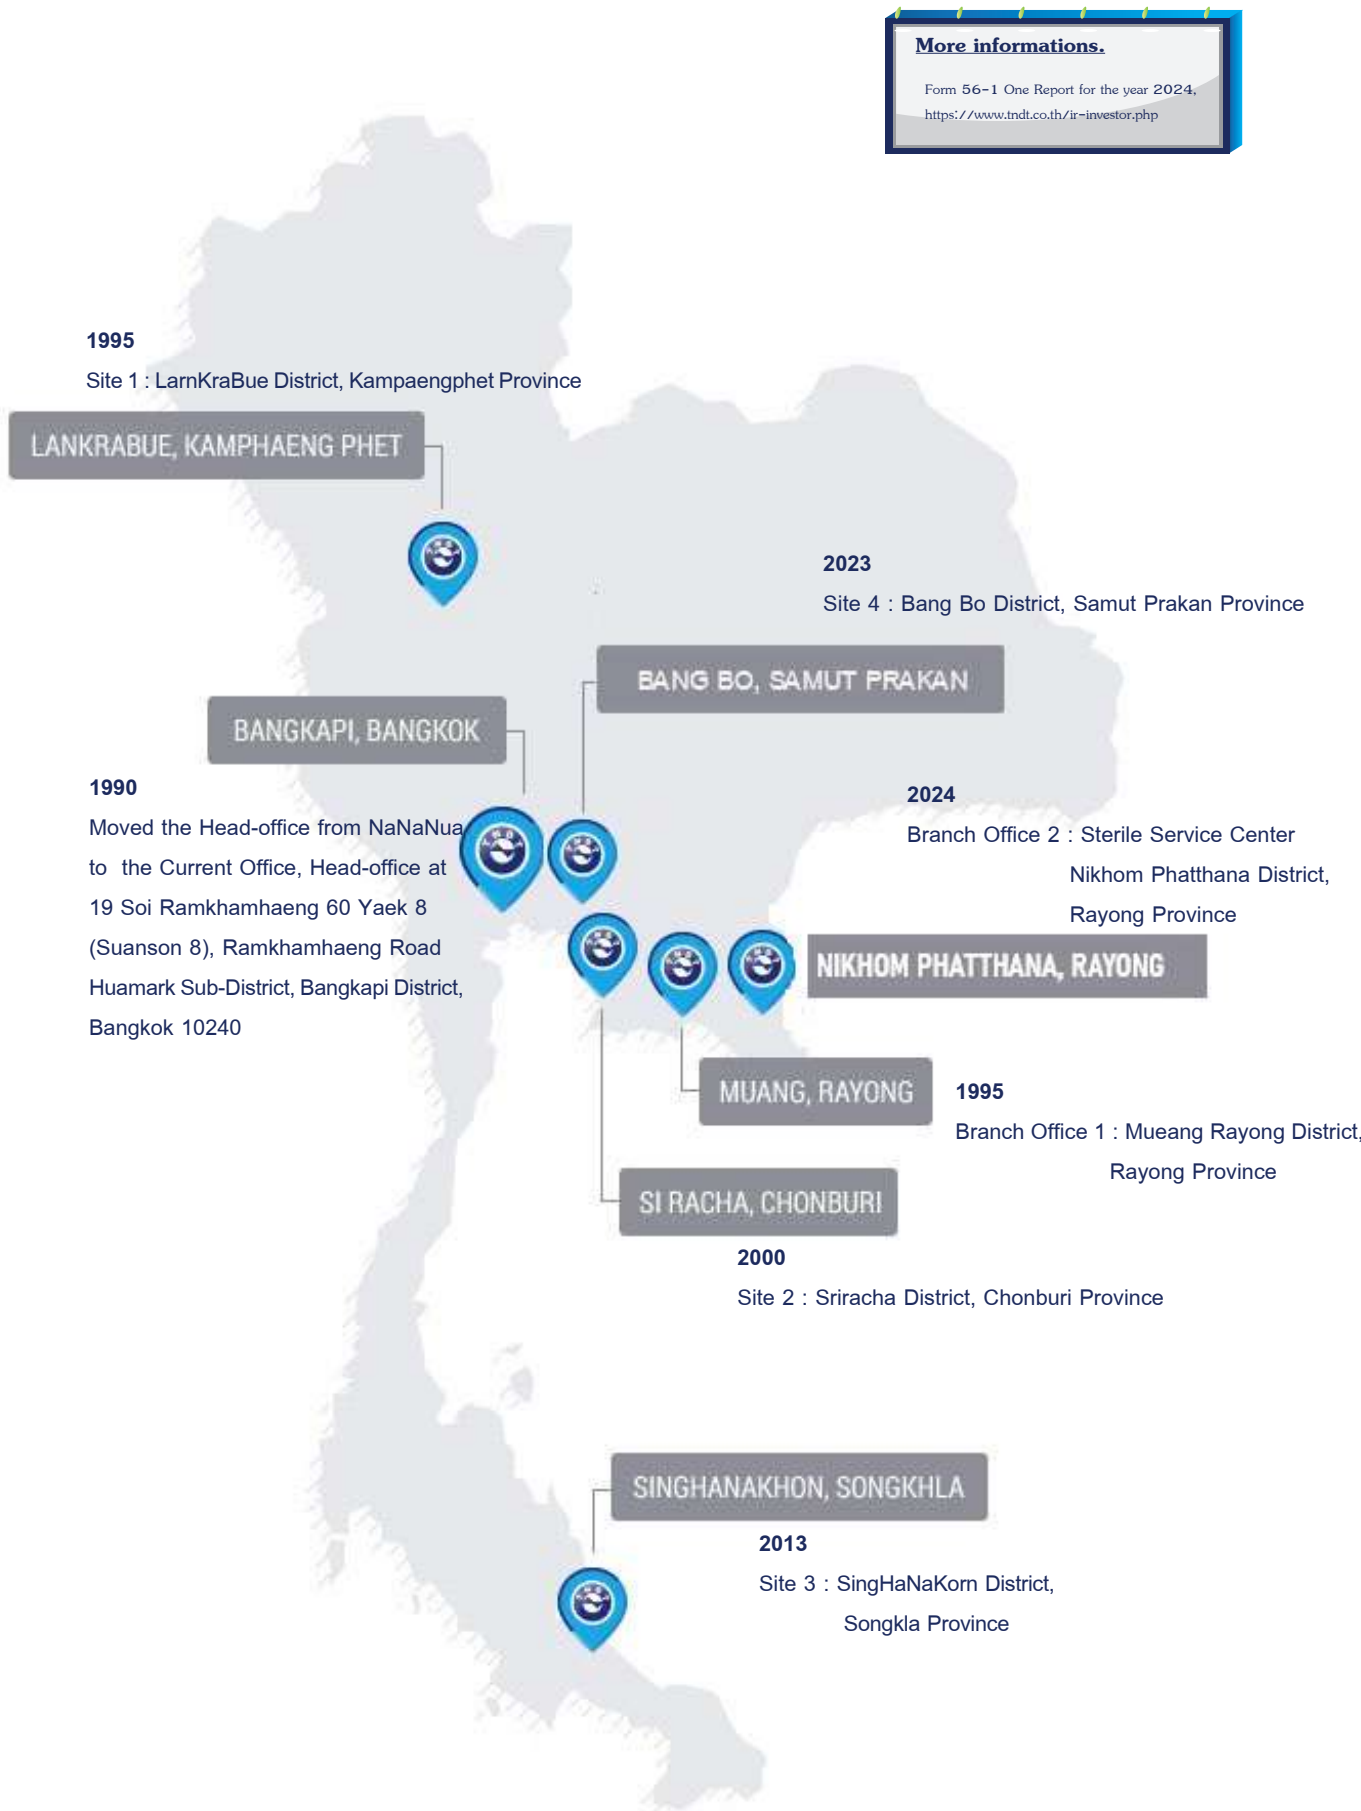 More informations.
Form 56-1 One Report for the year 2024,
https://www.tndt.co.th/ir-investor.php
1995
Site 1 : LarnKraBue District, Kampaengphet Province
LANKRABUE, KAMPHAENG PHET
2023
Site 4 : Bang Bo District, Samut Prakan Province
BANG BO, SAMUT PRAKAN
BANGKAPI, BANGKOK
1990
Moved the Head-office from NaNaNua
to the Current Office, Head-office at
19 Soi Ramkhamhaeng 60 Yaek 8
(Suanson 8), Ramkhamhaeng Road
Huamark Sub-District, Bangkapi District,
Bangkok 10240
2024
Branch Office 2 : Sterile Service Center
Nikhom Phatthana District,
Rayong Province
NIKHOM PHATTHANA, RAYONG
MUANG, RAYONG
1995
Branch Office 1 : Mueang Rayong District,
Rayong Province
SI RACHA, CHONBURI
2000
Site 2 : Sriracha District, Chonburi Province
SINGHANAKHON, SONGKHLA
2013
Site 3 : SingHaNaKorn District,
Songkla Province